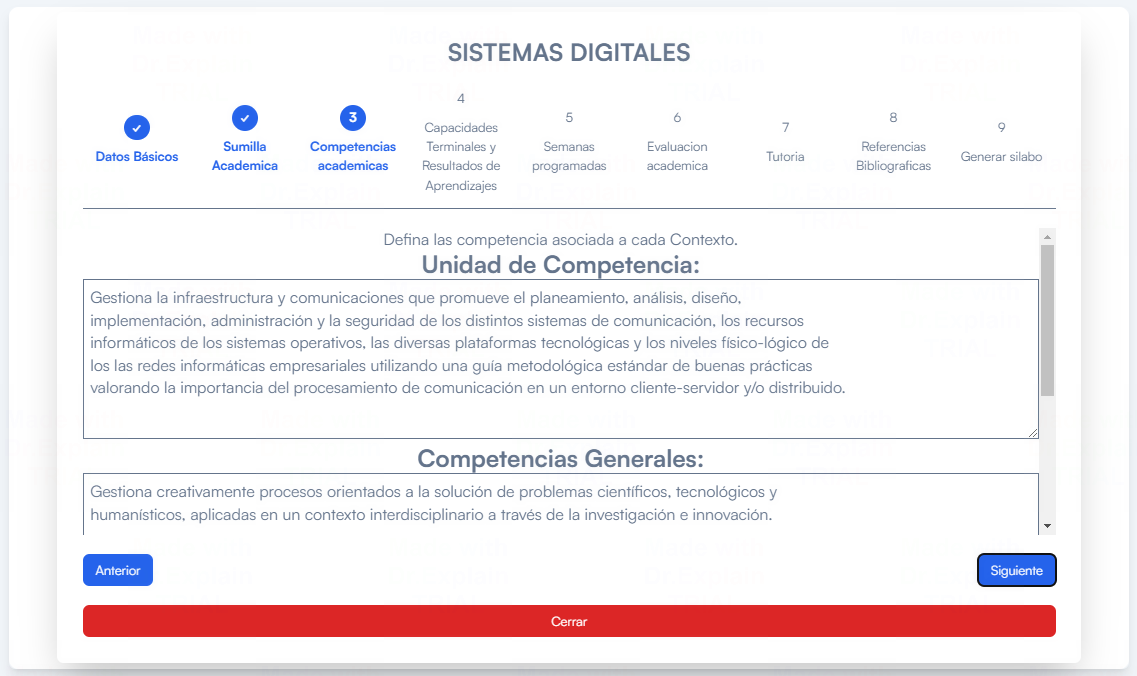 SISTEMAS DIGITALES
Datos Básicos
Sumilla
Academica
3
Competencias
academicas
4
Capacidades
Terminales y
Resultados de
Aprendizajes
5
Semanas
programadas
6
Evaluacion
academica
7
Tutoria
8
Referencias
Bibliograficas
9
Generar silabo
Defina las competencia asociada a cada Contexto.
Unidad de Competencia:
Gestiona la infraestructura y comunicaciones que promueve el planeamiento, análisis, diseño,
implementación, administración y la seguridad de los distintos sistemas de comunicación, los recursos
informáticos de los sistemas operativos, las diversas plataformas tecnológicas y los niveles físico-lógico de
los las redes informáticas empresariales utilizando una guía metodológica estándar de buenas prácticas
valorando la importancia del procesamiento de comunicación en un entorno cliente-servidor y/o distribuido.
Competencias Generales:
Gestiona creativamente procesos orientados a la solución de problemas científicos, tecnológicos y
humanísticos, aplicadas en un contexto interdisciplinario a través de la investigación e innovación.
Anterior
Siguiente
Cerrar